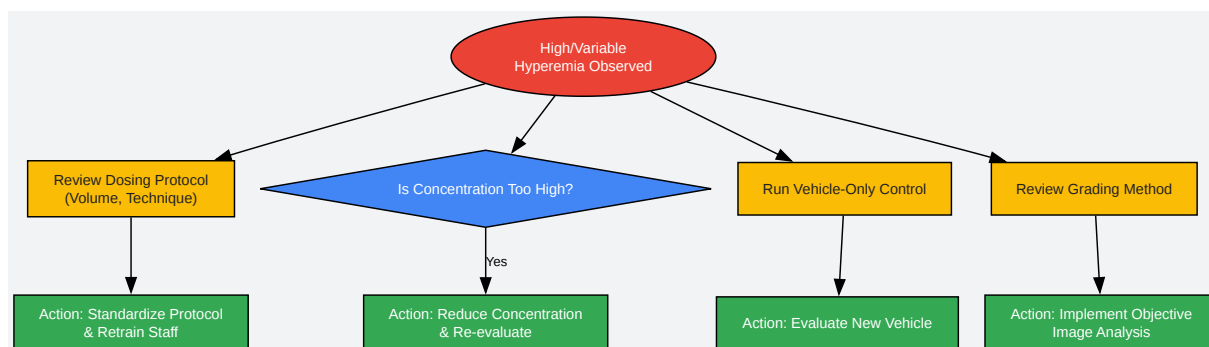 High/Variable
Hyperemia Observed
Review Dosing Protocol
(Volume, Technique)
Is Concentration Too High?
Run Vehicle-Only Control
Review Grading Method
Yes
Action: Standardize Protocol
& Retrain Staff
Action: Reduce Concentration
& Re-evaluate
Action: Evaluate New Vehicle
Action: Implement Objective
Image Analysis